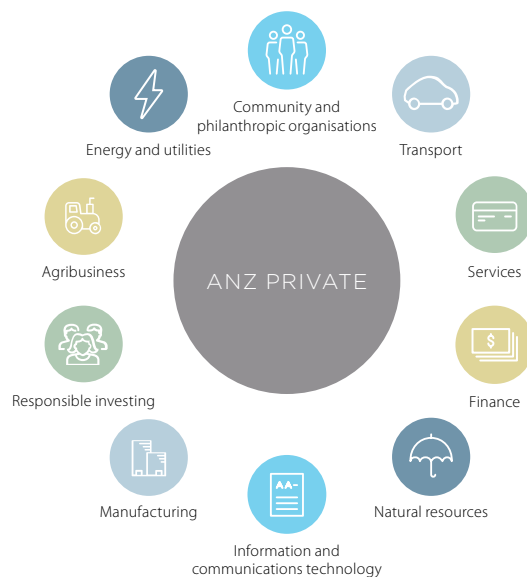 Community and
philanthropic organisations
Energy and utilities
Transport
Agribusiness
ANZ PRIVATE
Services
$
Responsible investing
Finance
AA–
Manufacturing
Natural resources
Information and
communications technology